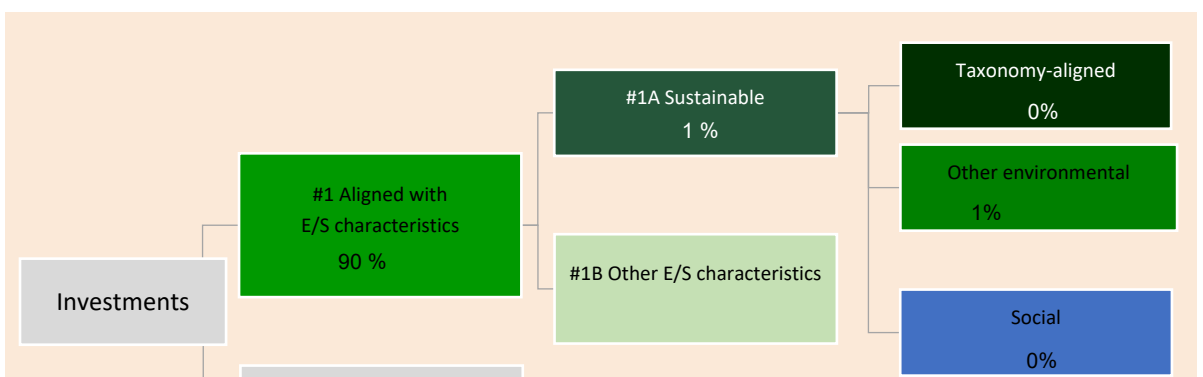 Investments
#1 Aligned with
E/S characteristics
90 %
#1A Sustainable
1 %
#1B Other E/S characteristics
Taxonomy-aligned
0%
Other environmental
1%
Social
0%